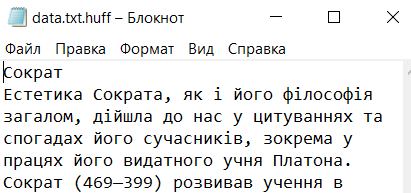 data.txt.huff – Блокнот
Файл Правка Формат Вид Справка
Сократ
Естетика Сократа, як і його філософія
загалом, дійшла до нас у цитуваннях та
спогадах його сучасників, зокрема у
працях його видатного учня Платона.
Сократ (469—399) розвивав учення в